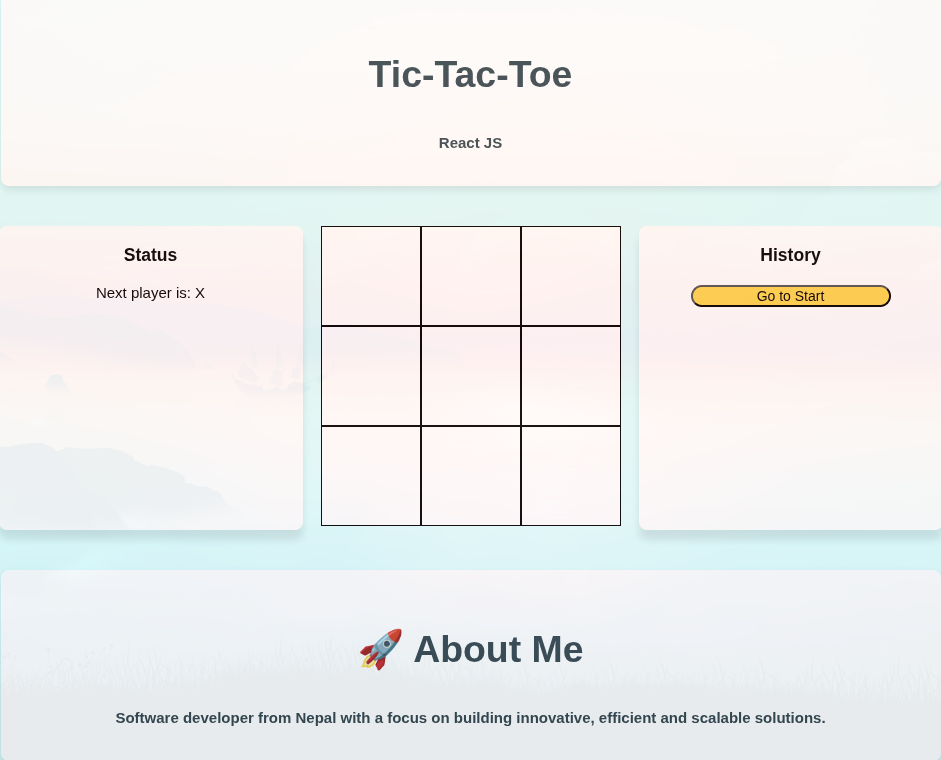 Tic-Tac-Toe
React JS
Status
Next player is: X
History
Go to Start
🚀 About Me
Software developer from Nepal with a focus on building innovative, efficient and scalable solutions.